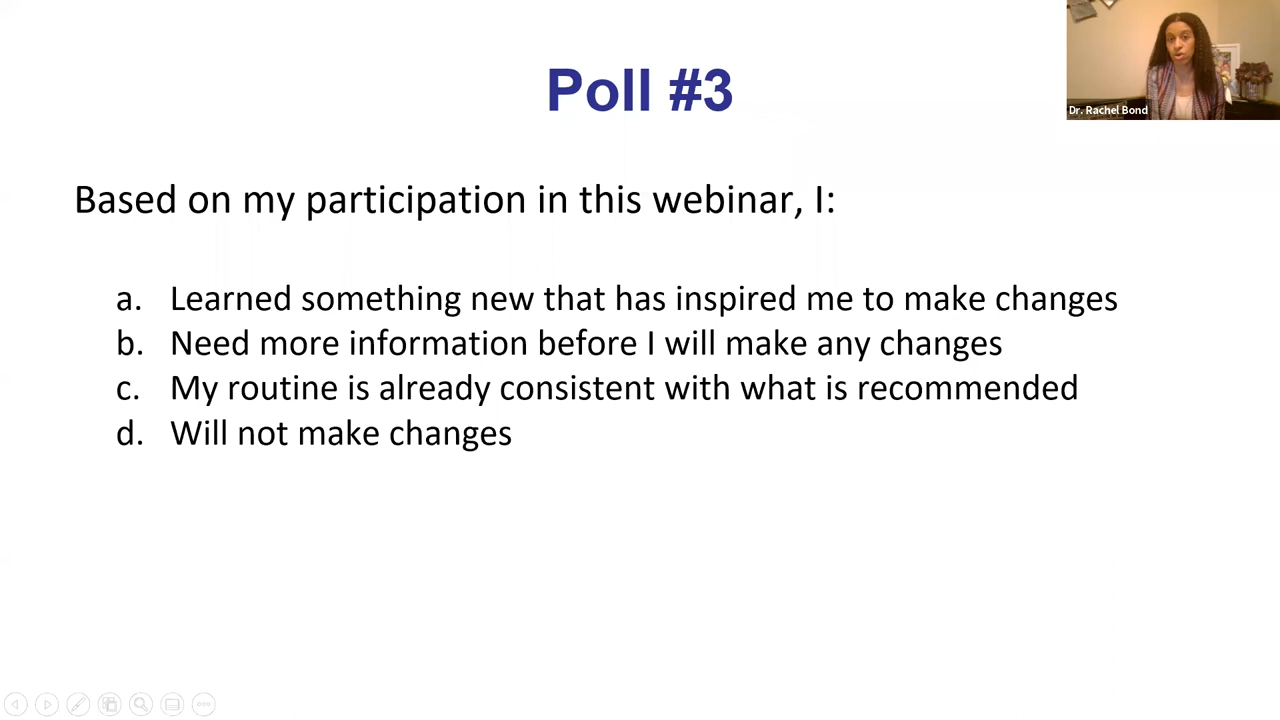 Poll #3
Dr. Rachel Bond
Based on my participation in this webinar, I:
a. Learned something new that has inspired me to make changes
b. Need more information before I will make any changes
c. My routine is already consistent with what is recommended
d. Will not make changes